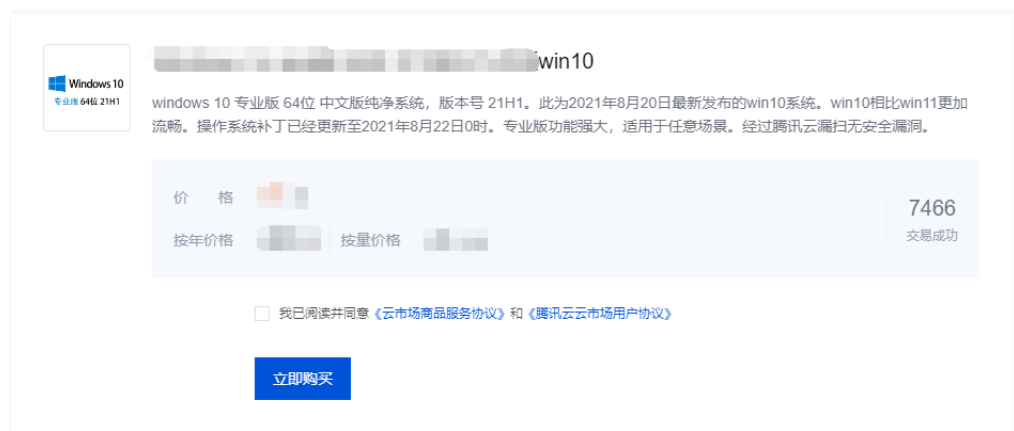 win10
Windows 10
专业版 64位 21H1
windows 10 专业版 64位 中文版纯净系统，版本号 21H1。此为2021年8月20日最新发布的win10系统。win10相比win11更加
流畅。操作系统补丁已经更新至2021年8月22日0时。专业版功能强大，适用于任意场景。经过腾讯云漏扫无安全漏洞。
价 格
按年价格 按量价格
7466
交易成功
我已阅读并同意《云市场商品服务协议》和《腾讯云云市场用户协议》
立即购买